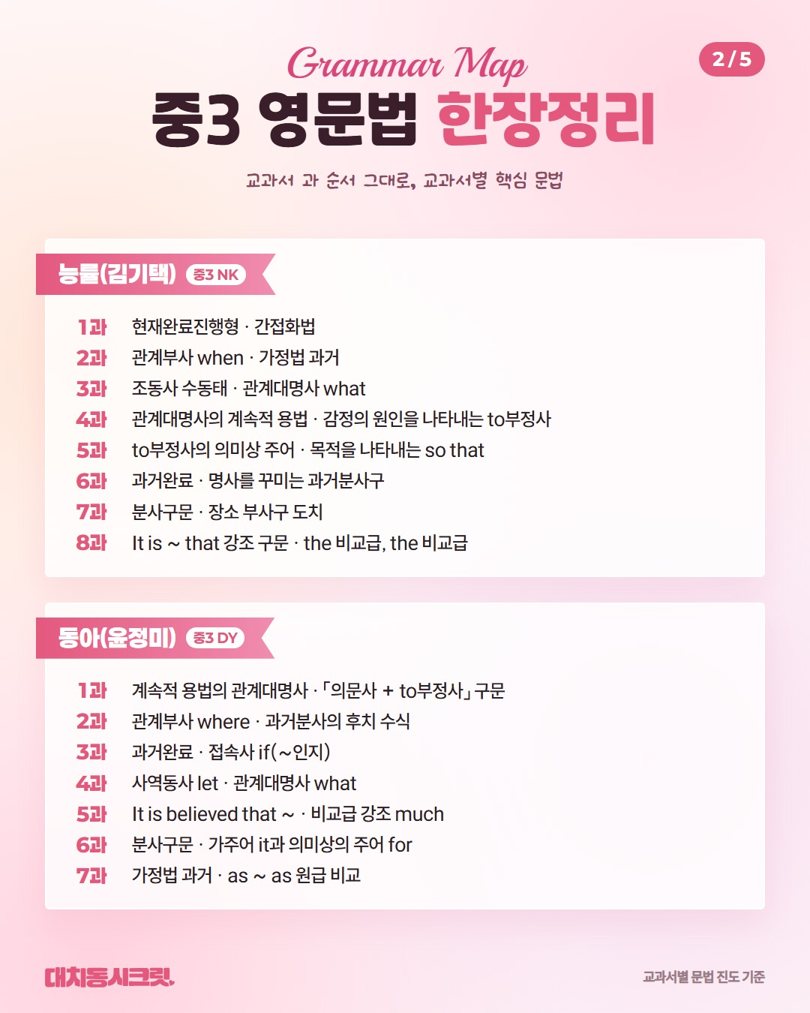 Grammar Map
2/5
중3 영문법 한장정리
교과서 과 순서 그대로, 교과서별 핵심 문법
능률(김기택) 중3 NK
1과 현재완료진행형 · 간접화법
2과 관계부사 when · 가정법 과거
3과 조동사 수동태 · 관계대명사 what
4과 관계대명사의 계속적 용법 · 감정의 원인을 나타내는 to부정사
5과 to부정사의 의미상 주어 · 목적을 나타내는 so that
6과 과거완료 · 명사를 꾸미는 과거분사구
7과 분사구문 · 장소 부사구 도치
8과 It is ~ that 강조 구문 · the 비교급, the 비교급
동아(윤정미) 중3 DY
1과 계속적 용법의 관계대명사 · 「의문사 + to부정사」 구문
2과 관계부사 where · 과거분사의 후치 수식
3과 과거완료 · 접속사 if(~인지)
4과 사역동사 let · 관계대명사 what
5과 It is believed that ~ · 비교급 강조 much
6과 분사구문 · 가주어 it과 의미상의 주어 for
7과 가정법 과거 · as ~ as 원급 비교
대치동시크릿
교과서별 문법 진도 기준